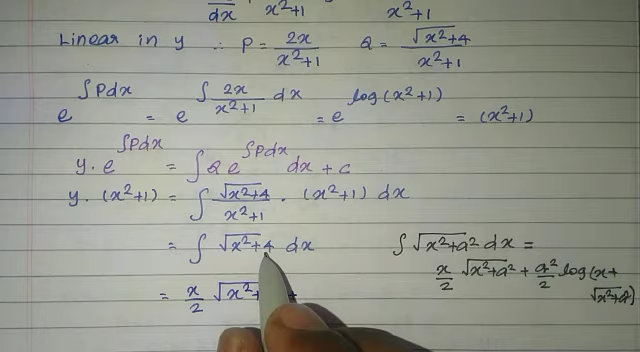 dx x²+1 x²+1
Linear in y ∴ P = 2x/x²+1 Q = √x²+4/x²+1
e^∫Pdx = e^∫2x/x²+1 dx = e^log(x²+1) = (x²+1)
y. e^∫Pdx = ∫Q e^∫Pdx dx + c
y. (x²+1) = ∫ √x²+4/x²+1 . (x²+1) dx
= ∫ √x²+4 dx
∫ √x²+a² dx =
x/2 √x²+a² + a²/2 log(x+
√x²+a²)
= x/2 √x²+